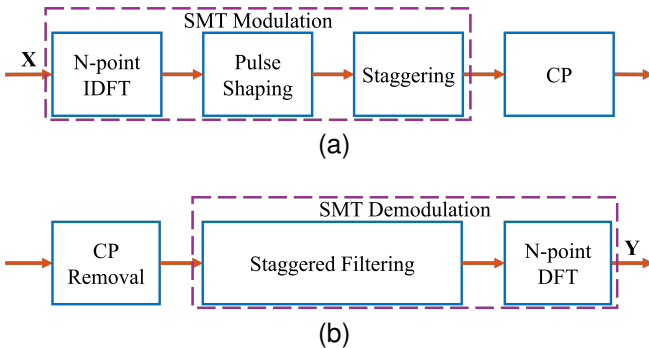 SMT Modulation
X
N-point
IDFT
Pulse
Shaping
Staggering
CP
(a)
SMT Demodulation
CP
Removal
Staggered Filtering
N-point
DFT
Y
(b)